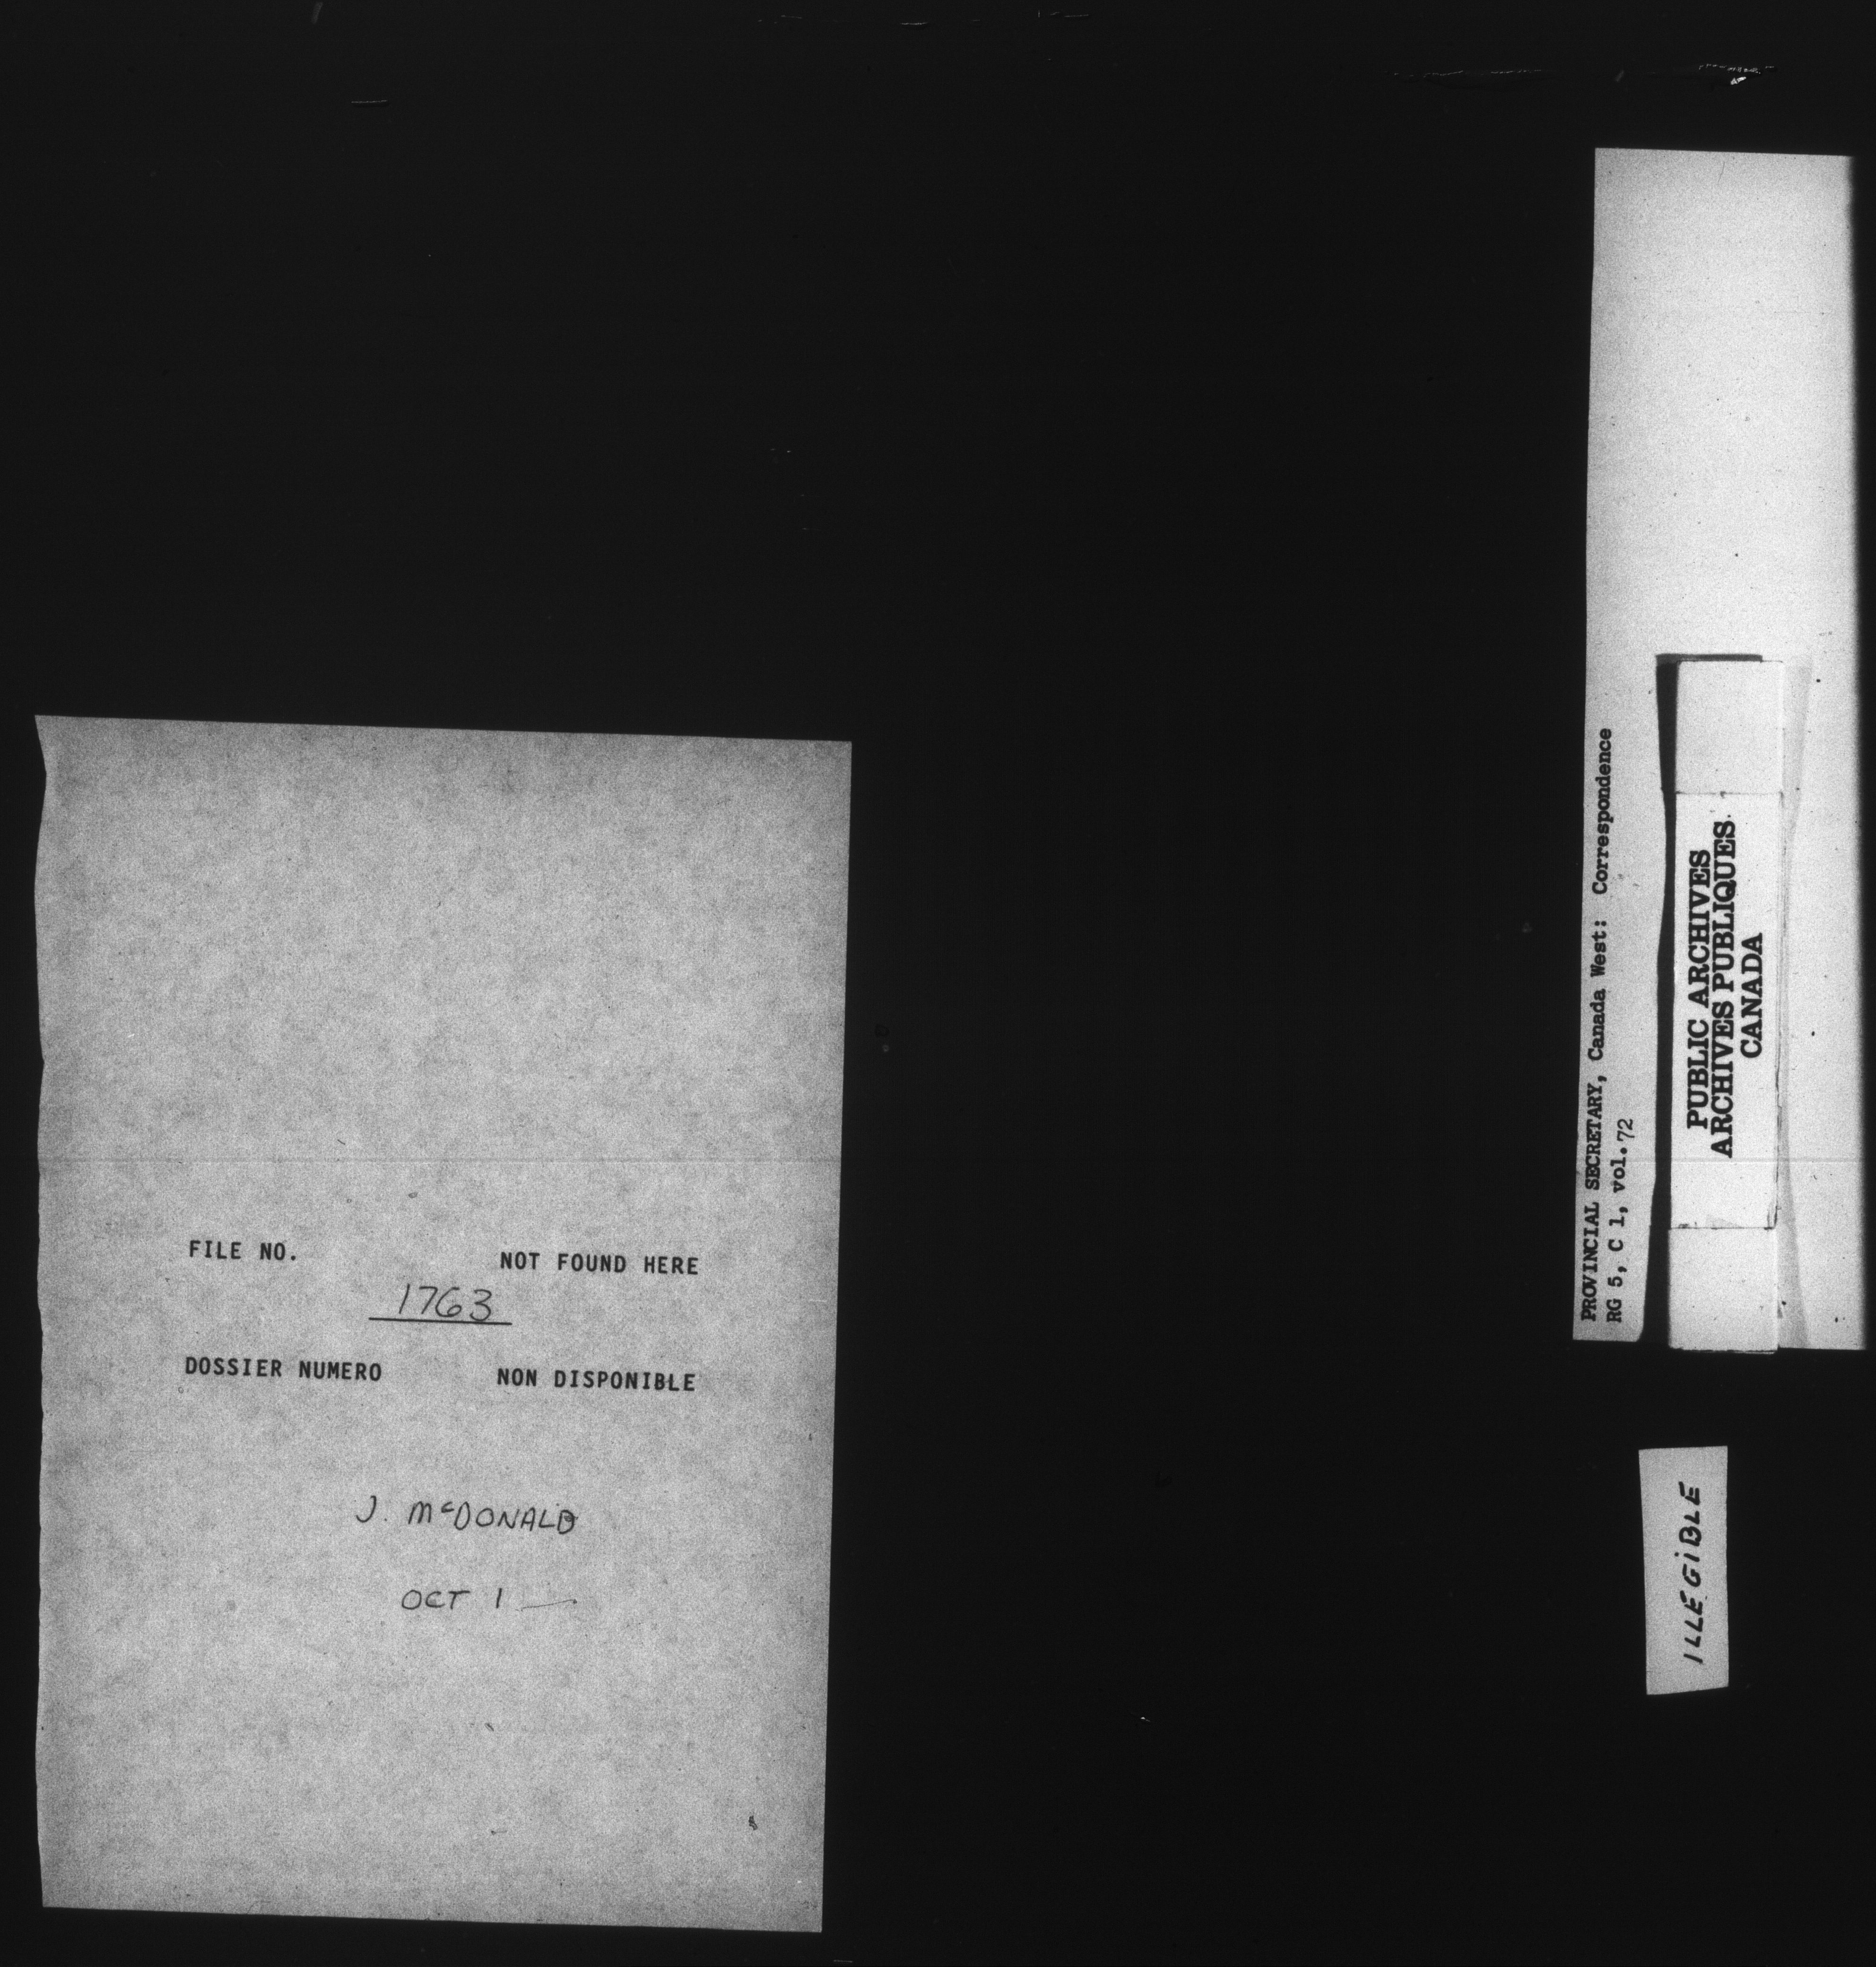 FILE NO. NOT FOUND HERE
1763
DOSSIER NUMERO NON DISPONIBLE
J. McDONALD
OCT 1 —
PROVINCIAL SECRETARY, Canada West: Correspondence
RG 5, C 1, vol. 72
PUBLIC ARCHIVES
ARCHIVES PUBLIQUES
CANADA
ILLEGIBLE